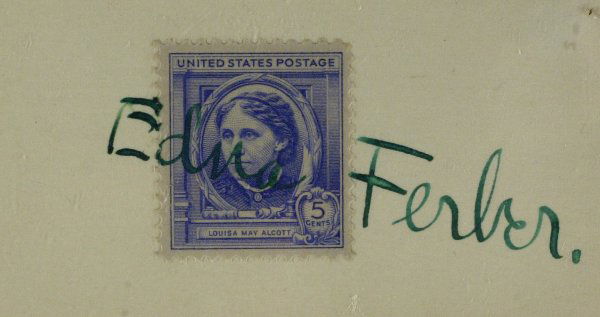 UNITED STATES POSTAGE
Edna Ferber.
5
CENTS
LOUISA MAY ALCOTT